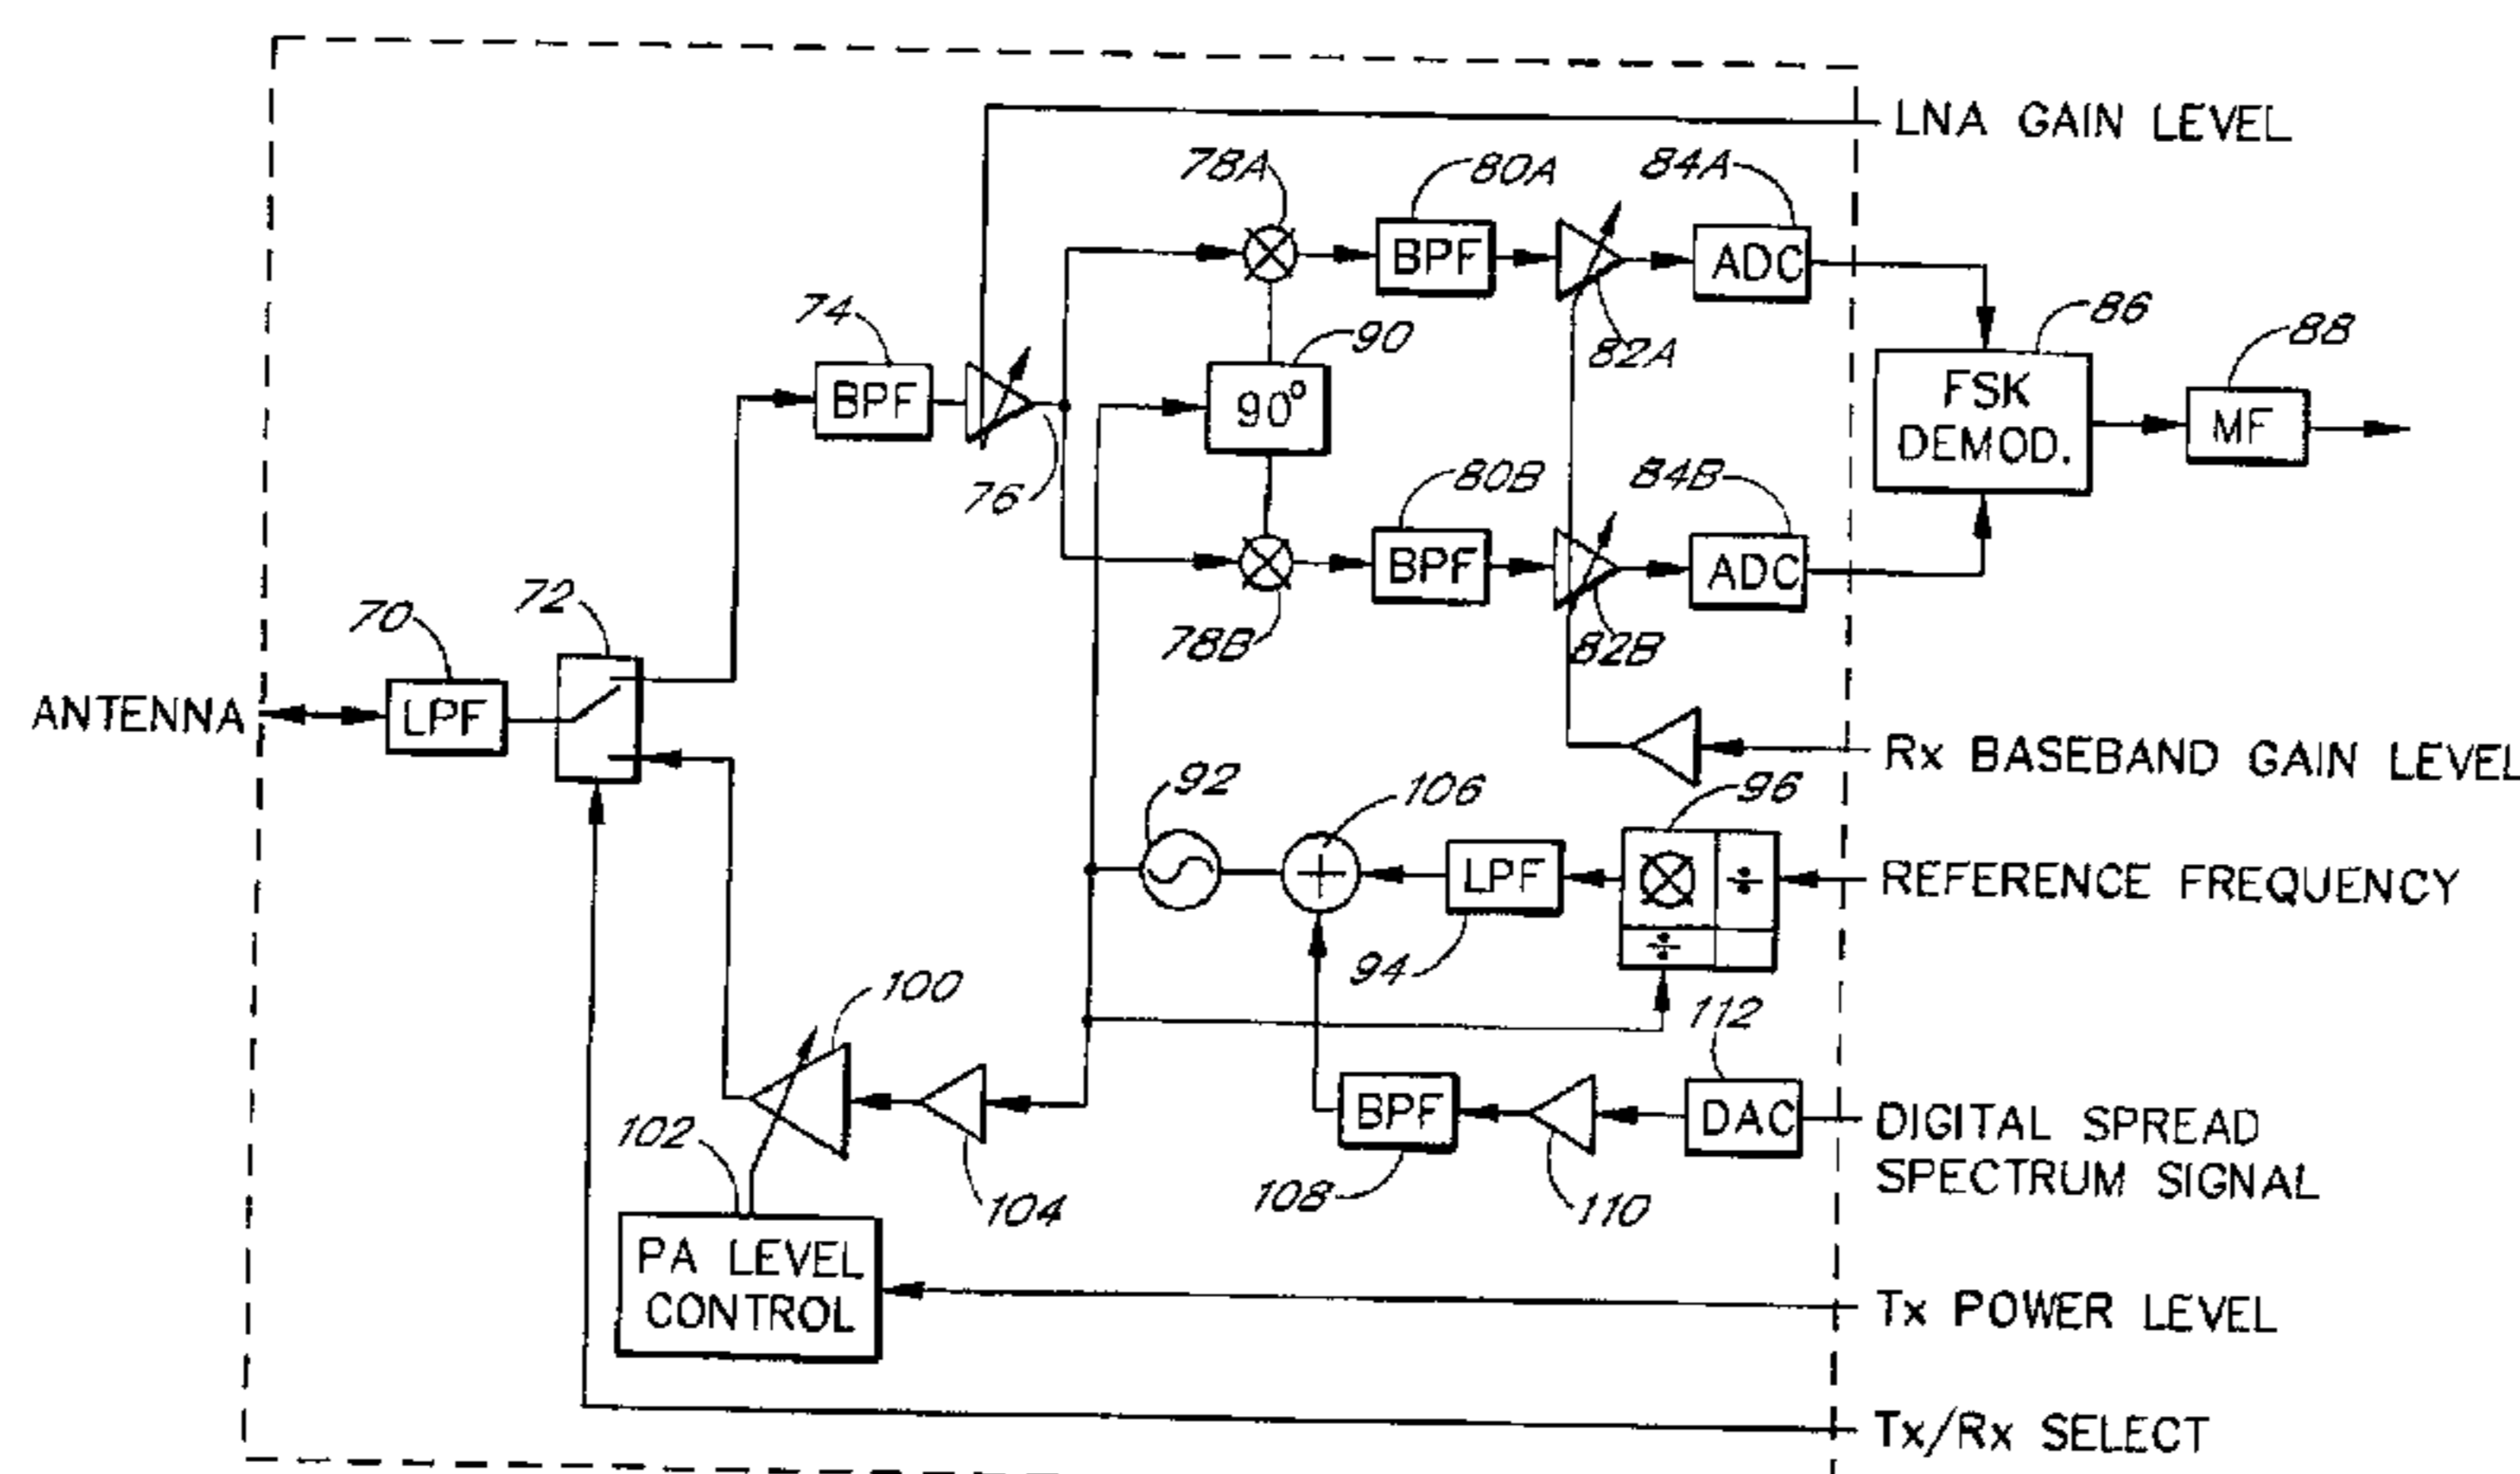 LNA GAIN LEVEL
78A
80A
84A
BPF
ADC
74
90
82A
86
88
BPF
90°
FSK
DEMOD.
MF
76
80B
84B
BPF
ADC
72
70
78B
82B
ANTENNA
LPF
Rx BASEBAND GAIN LEVEL
92
106
96
LPF
÷
REFERENCE FREQUENCY
÷
94
100
112
BPF
DAC
DIGITAL SPREAD
SPECTRUM SIGNAL
102
104
108
110
PA LEVEL
CONTROL
Tx POWER LEVEL
Tx/Rx SELECT